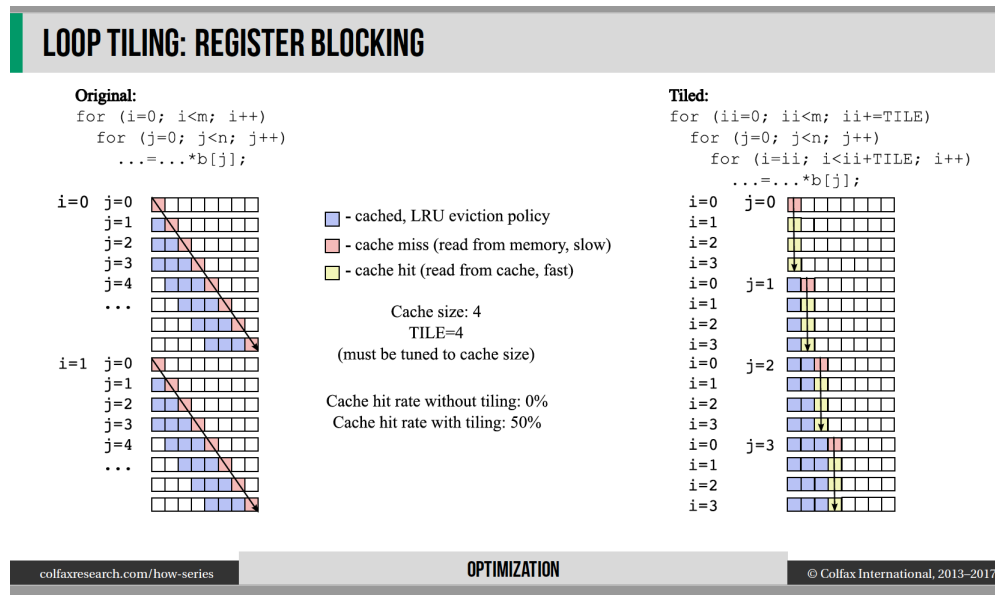 LOOP TILING: REGISTER BLOCKING
Original:
for (i=0; i<m; i++)
for (j=0; j<n; j++)
...=...*b[j];
i=0 j=0
j=1
j=2
j=3
j=4
...
i=1 j=0
j=1
j=2
j=3
j=4
...
- cached, LRU eviction policy
- cache miss (read from memory, slow)
- cache hit (read from cache, fast)
Cache size: 4
TILE=4
(must be tuned to cache size)
Cache hit rate without tiling: 0%
Cache hit rate with tiling: 50%
Tiled:
for (ii=0; ii<m; ii+=TILE)
for (j=0; j<n; j++)
for (i=ii; i<ii+TILE; i++)
...=...*b[j];
i=0 j=0
i=1
i=2
i=3
i=0 j=1
i=1
i=2
i=3
i=0 j=2
i=1
i=2
i=3
i=0 j=3
i=1
i=2
i=3
colfaxresearch.com/how-series
OPTIMIZATION
© Colfax International, 2013–2017